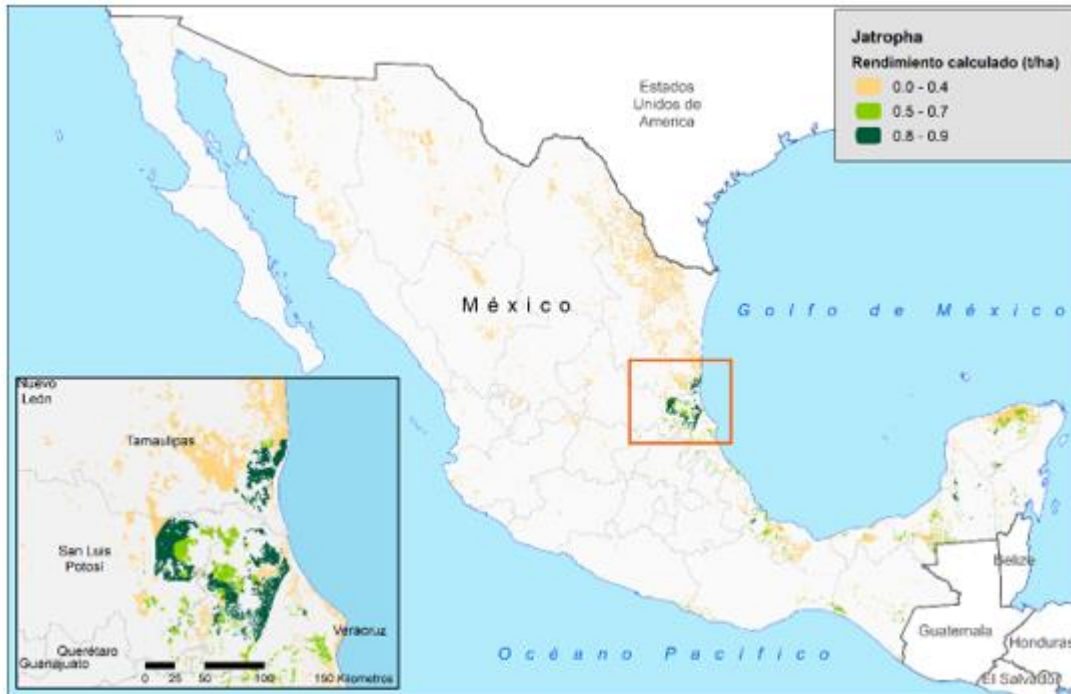 Jatropha
Rendimiento calculado (t/ha)
0.0 - 0.4
0.5 - 0.7
0.8 - 0.9
Estados
Unidos de
America
México
Golfo de México
Nuevo
León
Tamaulipas
San Luis
Potosí
Veracruz
Querétaro
Guanajuato
0 25 50 100 150 Kilometros
Océano Pacífico
Belize
Guatemala
Honduras
El Salvador